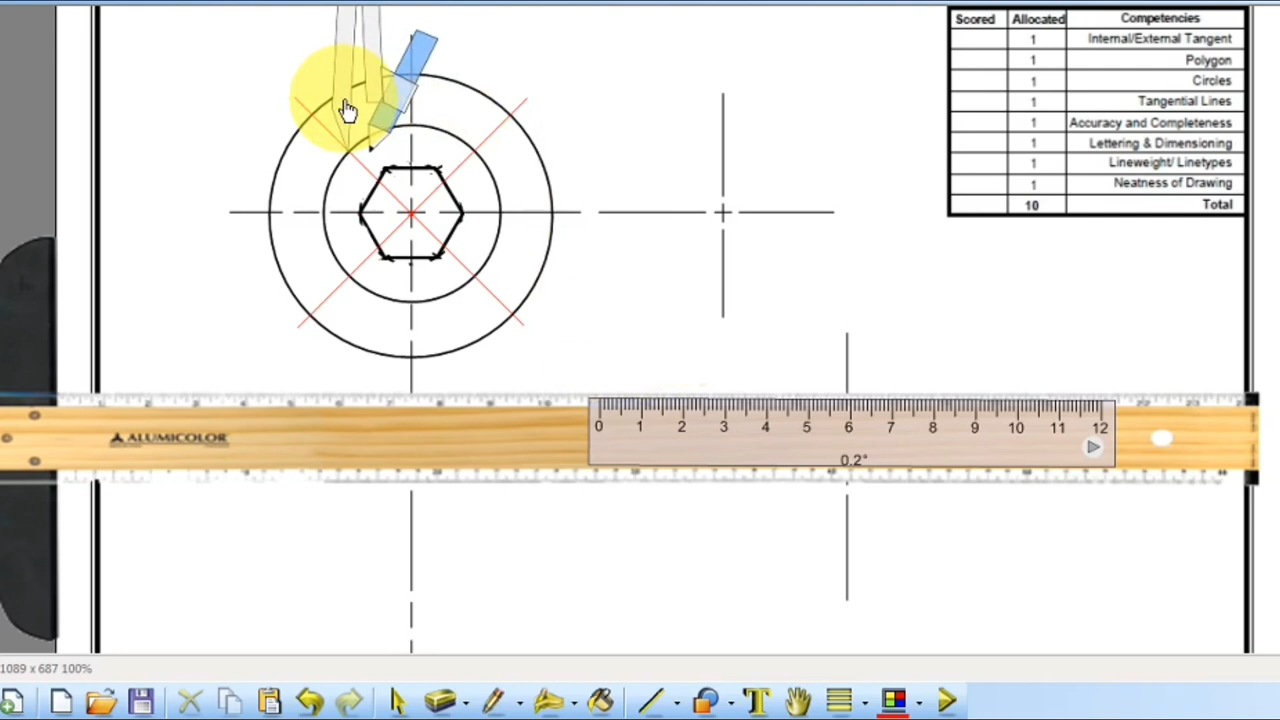 Scored Allocated Competencies
1 Internal/External Tangent
1 Polygon
1 Circles
1 Tangential Lines
1 Accuracy and Completeness
1 Lettering & Dimensioning
1 Lineweight/ Linetypes
1 Neatness of Drawing
10 Total
ALUMICOLOR
0 1 2 3 4 5 6 7 8 9 10 11 12
0.2°
1089 x 687 100%
T